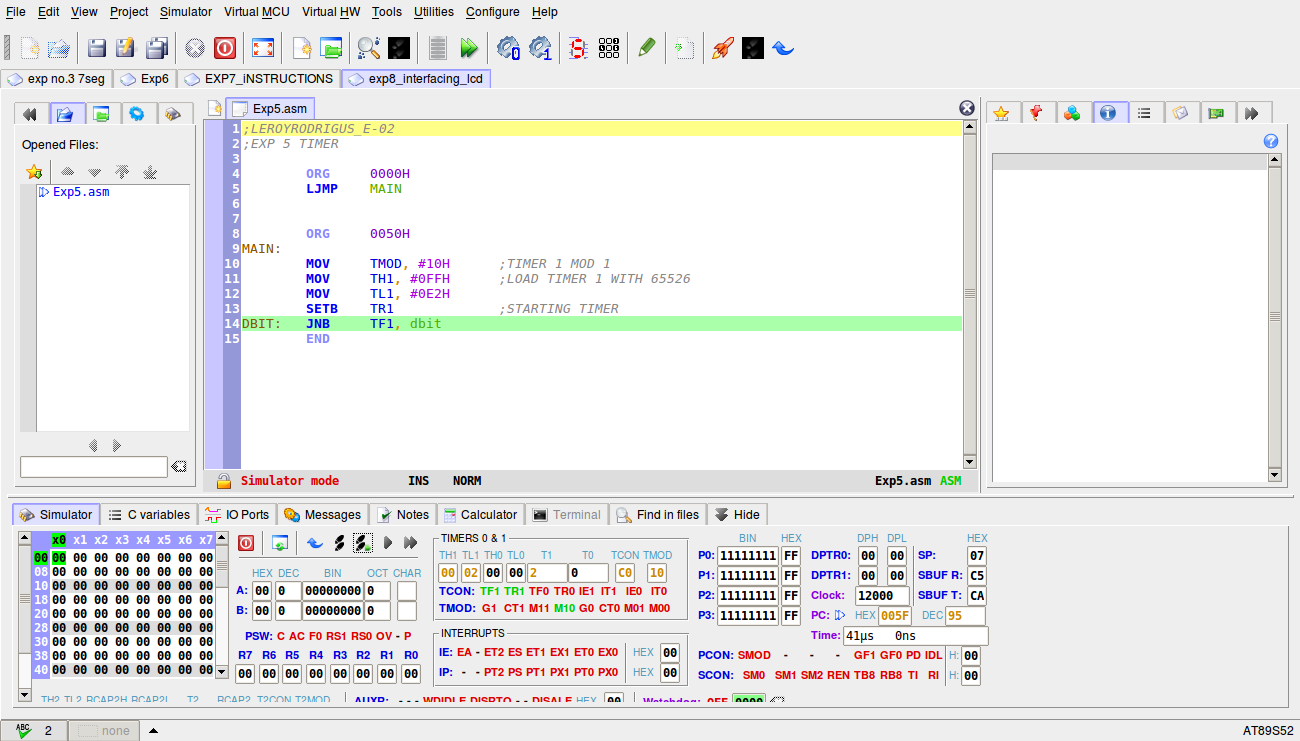 File Edit View Project Simulator Virtual MCU Virtual HW Tools Utilities Configure Help
exp no.3 7seg Exp6 EXP7_iNSTRUCTIONS exp8_interfacing_lcd
Exp5.asm
Opened Files:
Exp5.asm
1 ;LEROYRODRIGUS_E-02
2 ;EXP 5 TIMER
3
4 ORG 0000H
5 LJMP MAIN
6
7
8 ORG 0050H
9 MAIN:
10 MOV TMOD, #10H ;TIMER 1 MOD 1
11 MOV TH1, #0FFH ;LOAD TIMER 1 WITH 65526
12 MOV TL1, #0E2H
13 SETB TR1 ;STARTING TIMER
14 DBIT: JNB TF1, dbit
15 END
Simulator mode INS NORM Exp5.asm ASM
Simulator C variables IO Ports Messages Notes Calculator Terminal Find in files Hide
x0 x1 x2 x3 x4 x5 x6 x7
00 00 00 00 00 00 00 00 00
08 00 00 00 00 00 00 00 00
10 00 00 00 00 00 00 00 00
18 00 00 00 00 00 00 00 00
20 00 00 00 00 00 00 00 00
28 00 00 00 00 00 00 00 00
30 00 00 00 00 00 00 00 00
38 00 00 00 00 00 00 00 00
40 00 00 00 00 00 00 00 00
HEX DEC BIN OCT CHAR
A: 00 0 00000000 0
B: 00 0 00000000 0
PSW: C AC F0 RS1 RS0 OV - P
R7 R6 R5 R4 R3 R2 R1 R0
00 00 00 00 00 00 00 00
TIMERS 0 & 1
TH1 TL1 TH0 TL0 T1 T0 TCON TMOD
00 02 00 00 2 0 C0 10
TCON: TF1 TR1 TF0 TR0 IE1 IT1 IE0 IT0
TMOD: G1 CT1 M11 M10 G0 CT0 M01 M00
INTERRUPTS
IE: EA - ET2 ES ET1 EX1 ET0 EX0 HEX 00
IP: - - PT2 PS PT1 PX1 PT0 PX0 HEX 00
BIN HEX
P0: 11111111 FF
P1: 11111111 FF
P2: 11111111 FF
P3: 11111111 FF
DPH DPL HEX
DPTR0: 00 00 SP: 07
DPTR1: 00 00 SBUF R: C5
Clock: 12000 SBUF T: CA
PC: HEX 005F DEC 95
Time: 41µs 0ns
PCON: SMOD - - - GF1 GF0 PD IDL H: 00
SCON: SM0 SM1 SM2 REN TB8 RB8 TI RI H: 00
TH2 TL2 RCAP2H RCAP2L T2 RCAP2 T2CON T2MOD AUXR: - - - WDIDLE DISRTO - - DISALE HEX 00 Watchdog: OFF 0000
ABC 2 none AT89S52